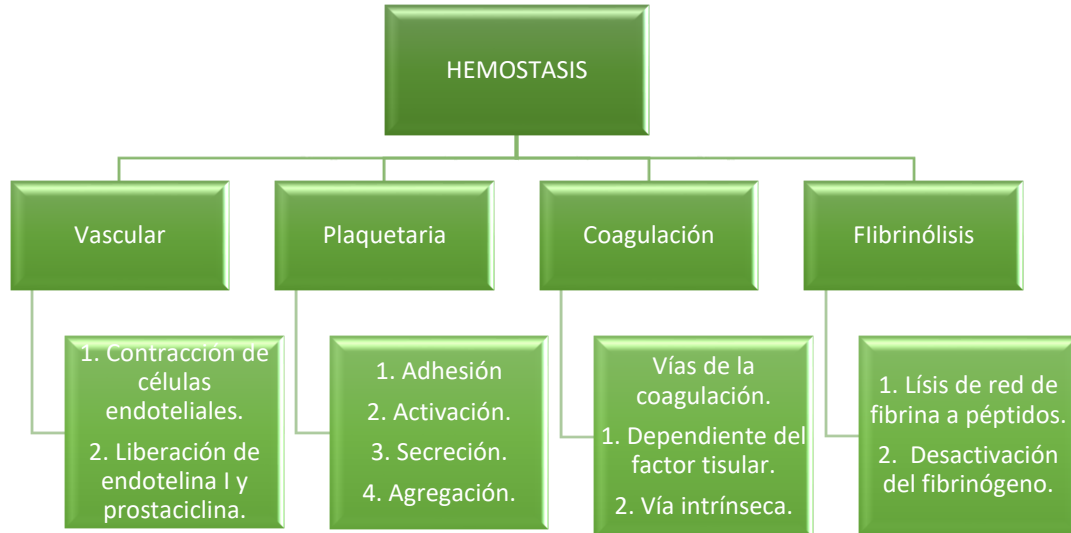 HEMOSTASIS
Vascular
Plaquetaria
Coagulación
Flibrinólisis
1. Contracción de
células
endoteliales.
2. Liberación de
endotelina I y
prostaciclina.
1. Adhesión
2. Activación.
3. Secreción.
4. Agregación.
Vías de la
coagulación.
1. Dependiente del
factor tisular.
2. Vía intrínseca.
1. Lísis de red de
fibrina a péptidos.
2. Desactivación
del fibrinógeno.